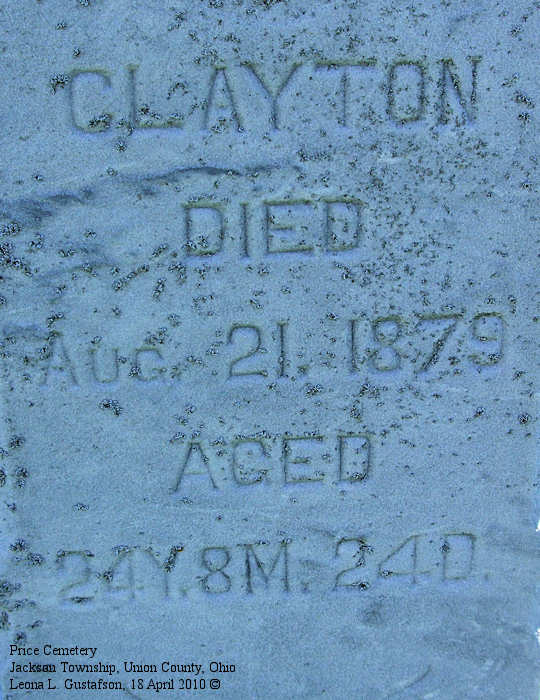 CLAYTON
DIED
AUG. 21. 1879
AGED
24Y. 8M. 24D.
Price Cemetery
Jackson Township, Union County, Ohio
Leona L. Gustafson, 18 April 2010 ©